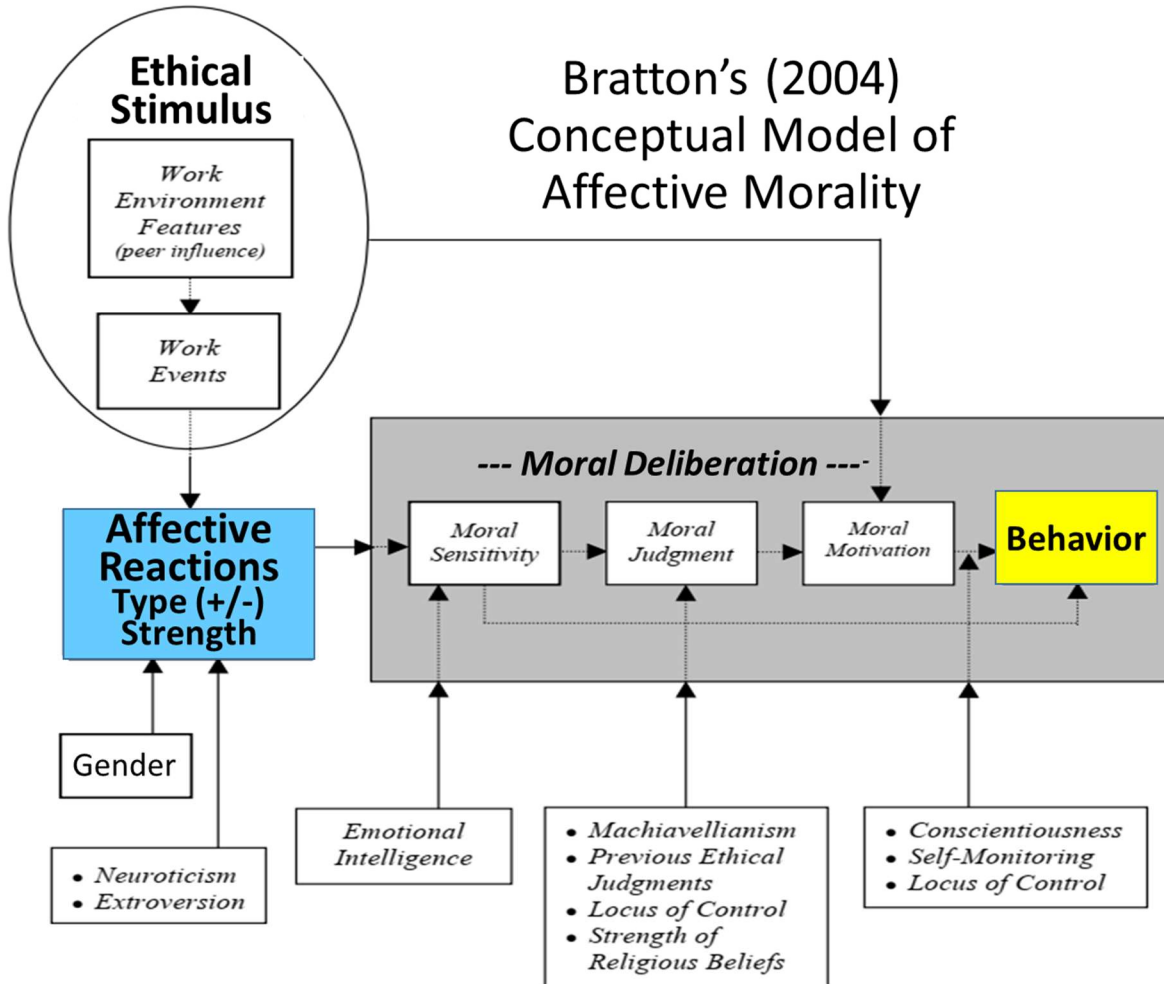 Ethical
Stimulus
Bratton’s (2004)
Conceptual Model of
Affective Morality
Work
Environment
Features
(peer influence)
Work
Events
--- Moral Deliberation ----
Affective
Reactions
Type (+/-)
Strength
Moral
Sensitivity
Moral
Judgment
Moral
Motivation
Behavior
Gender
• Neuroticism
• Extroversion
Emotional
Intelligence
• Machiavellianism
• Previous Ethical
Judgments
• Locus of Control
• Strength of
Religious Beliefs
• Conscientiousness
• Self-Monitoring
• Locus of Control